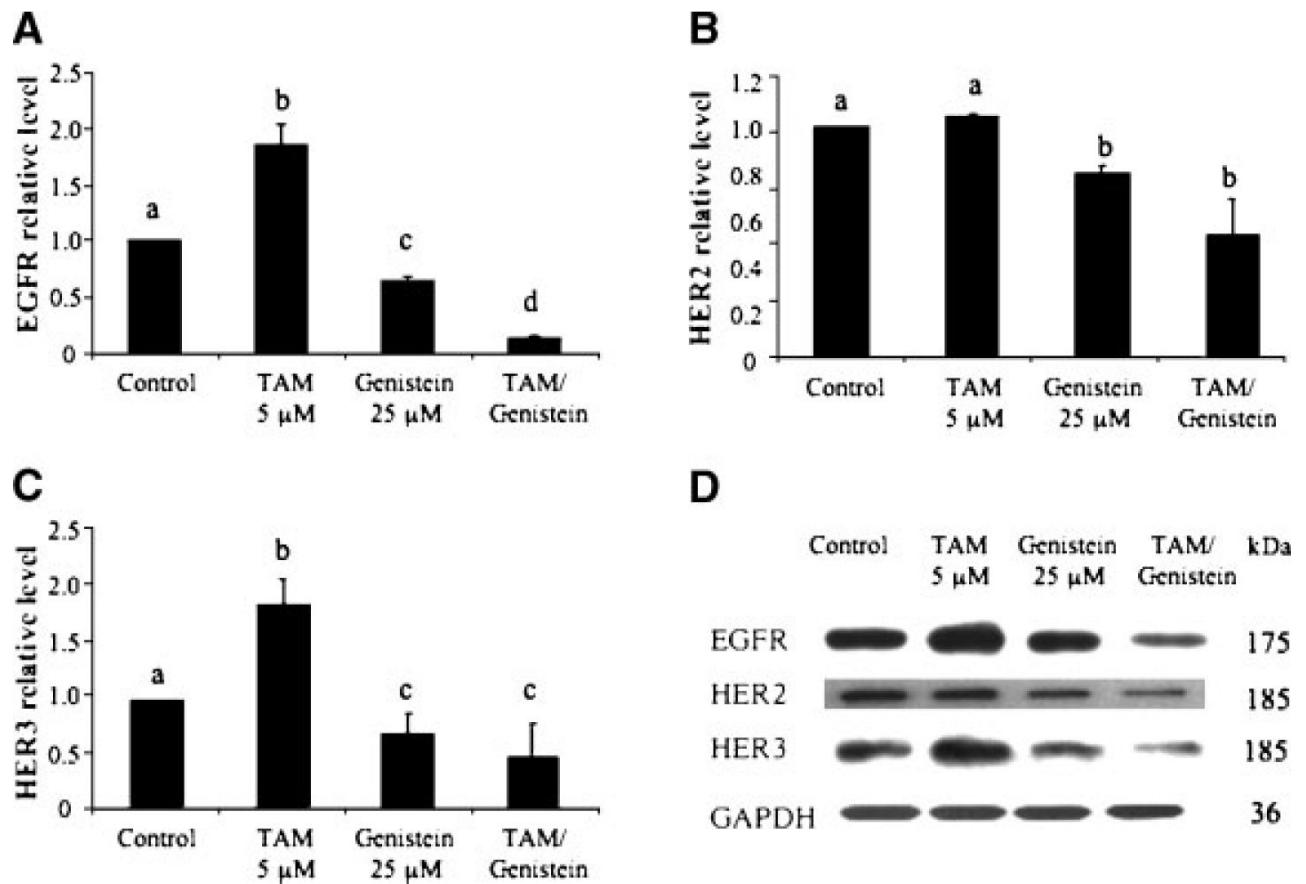 A
EGFR relative level
2.5
2.0
1.5
1.0
0.5
0
a
b
c
d
Control
TAM
5 μM
Genistein
25 μM
TAM/
Genistein
B
HER2 relative level
1.2
1.0
0.8
0.6
0.4
0.2
0
a
a
b
b
Control
TAM
5 μM
Genistein
25 μM
TAM/
Genistein
C
HER3 relative level
2.5
2.0
1.5
1.0
0.5
0
a
b
c
c
Control
TAM
5 μM
Genistein
25 μM
TAM/
Genistein
D
Control
TAM
5 μM
Genistein
25 μM
TAM/
Genistein
kDa
EGFR 175
HER2 185
HER3 185
GAPDH 36